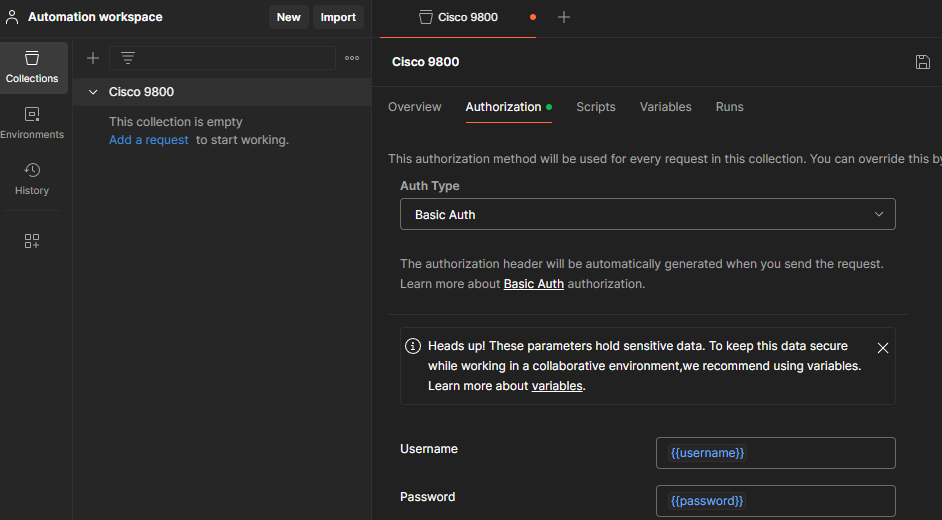 Automation workspace
New
Import
Cisco 9800
Collections
Environments
History
Cisco 9800
This collection is empty
Add a request to start working.
Cisco 9800
Overview
Authorization
Scripts
Variables
Runs
This authorization method will be used for every request in this collection. You can override this by
Auth Type
Basic Auth
The authorization header will be automatically generated when you send the request.
Learn more about Basic Auth authorization.
Heads up! These parameters hold sensitive data. To keep this data secure
while working in a collaborative environment,we recommend using variables.
Learn more about variables.
Username
{{username}}
Password
{{password}}